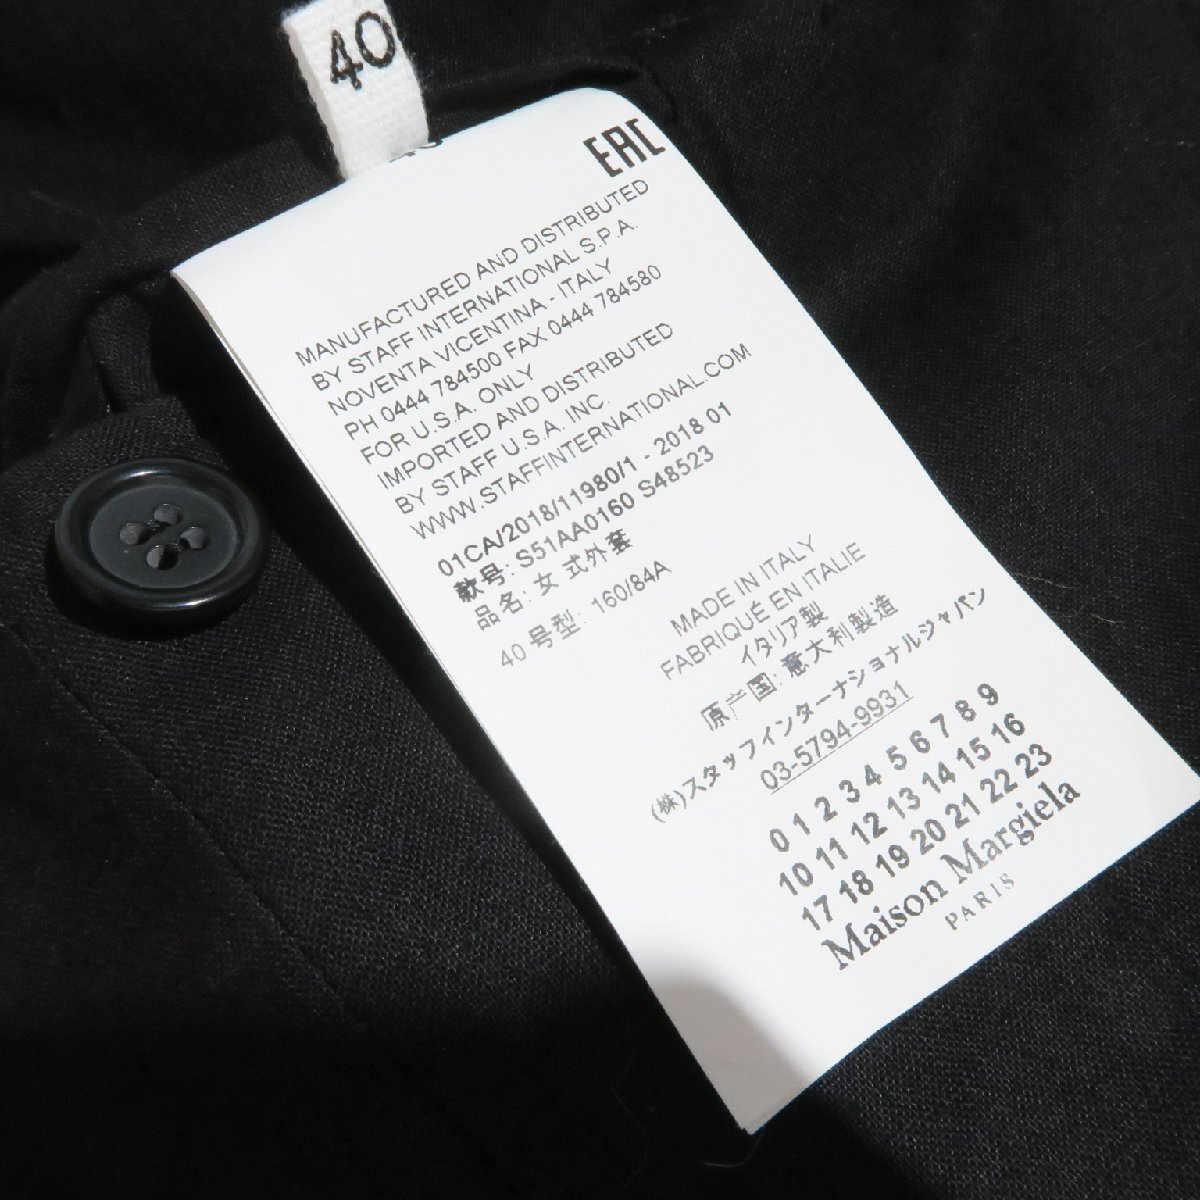 40
EAC
MANUFACTURED AND DISTRIBUTED
BY STAFF INTERNATIONAL S.P.A.
NOVENTA VICENTINA - ITALY
PH 0444 784500 FAX 0444 784580
FOR U.S.A. ONLY
IMPORTED AND DISTRIBUTED
BY STAFF U.S.A. INC.
WWW.STAFFINTERNATIONAL.COM
01CA/2018/11980/1 - 2018 01
款号: S51AA0160 S48523
品名: 女 式外套
40 号型: 160/84A
MADE IN ITALY
FABRIQUÉ EN ITALIE
イタリア製
原产国: 意大利製造
(株)スタッフインターナショナルジャパン
03-5794-9931
0 1 2 3 4 5 6 7 8 9
10 11 12 13 14 15 16
17 18 19 20 21 22 23
Maison Margiela
PARIS